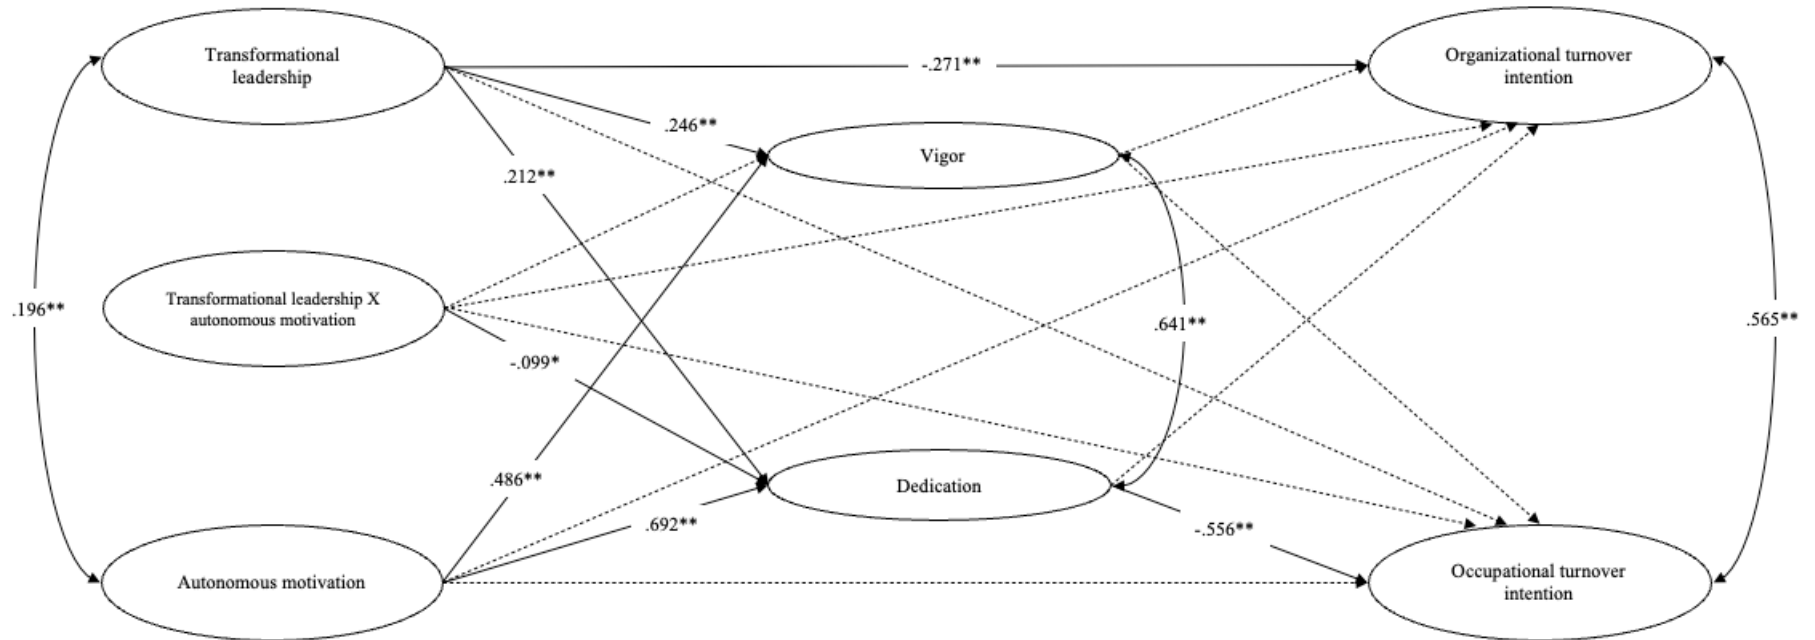 Transformational
leadership
-.271**
Organizational turnover
intention
.246**
Vigor
.212**
Transformational leadership X
autonomous motivation
.196**
.641**
.565**
-.099*
.486**
Dedication
.692**
-.556**
Autonomous motivation
Occupational turnover
intention